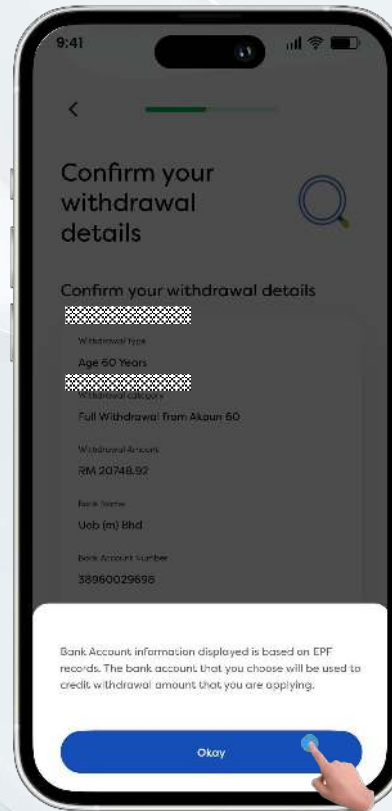 9:41
Confirm your
withdrawal
details
Confirm your withdrawal details
Withdrawal type
Age 60 Years
Withdrawal category
Full Withdrawal from Akaun 60
Withdrawal Amount
RM 20748.92
Bank Name
Uob (m) Bhd
Bank Account Number
38960029696
Bank Account information displayed is based on EPF
records. The bank account that you choose will be used to
credit withdrawal amount that you are applying.
Okay